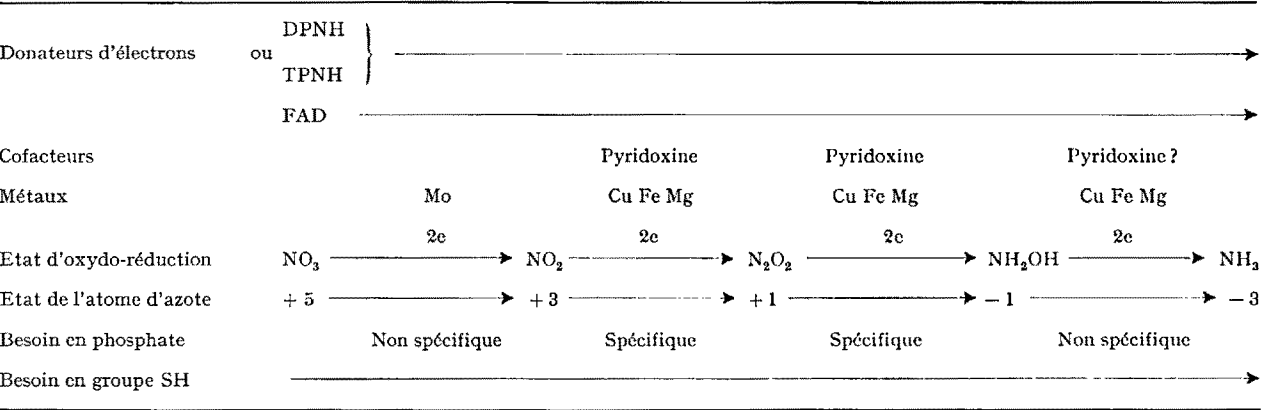 DPNH
Donateurs d'électrons ou
TPNH
FAD
Cofacteurs Pyridoxine Pyridoxine Pyridoxine ?
Métaux Mo Cu Fe Mg Cu Fe Mg Cu Fe Mg
2e 2e 2e 2e
Etat d'oxydo-réduction NO₃ NO₂ N₂O₂ NH₂OH NH₃
Etat de l'atome d'azote + 5 + 3 + 1 − 1 − 3
Besoin en phosphate Non spécifique Spécifique Spécifique Non spécifique
Besoin en groupe SH